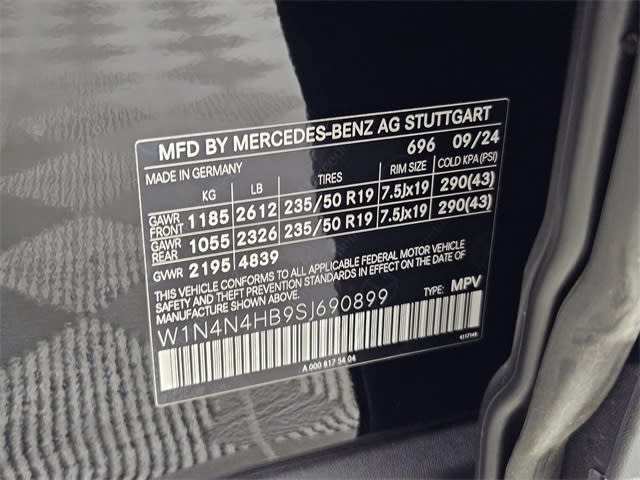 MFD BY MERCEDES-BENZ AG STUTTGART
696 09/24
MADE IN GERMANY
KG LB TIRES RIM SIZE COLD KPA (PSI)
GAWR FRONT 1185 2612 235/50 R19 7.5Jx19 290(43)
GAWR REAR 1055 2326 235/50 R19 7.5Jx19 290(43)
GVWR 2195 4839
THIS VEHICLE CONFORMS TO ALL APPLICABLE FEDERAL MOTOR VEHICLE
SAFETY AND THEFT PREVENTION STANDARDS IN EFFECT ON THE DATE OF
MANUFACTURE SHOWN ABOVE.
W1N4N4HB9SJ690899 TYPE: MPV
A 000 817 54 04